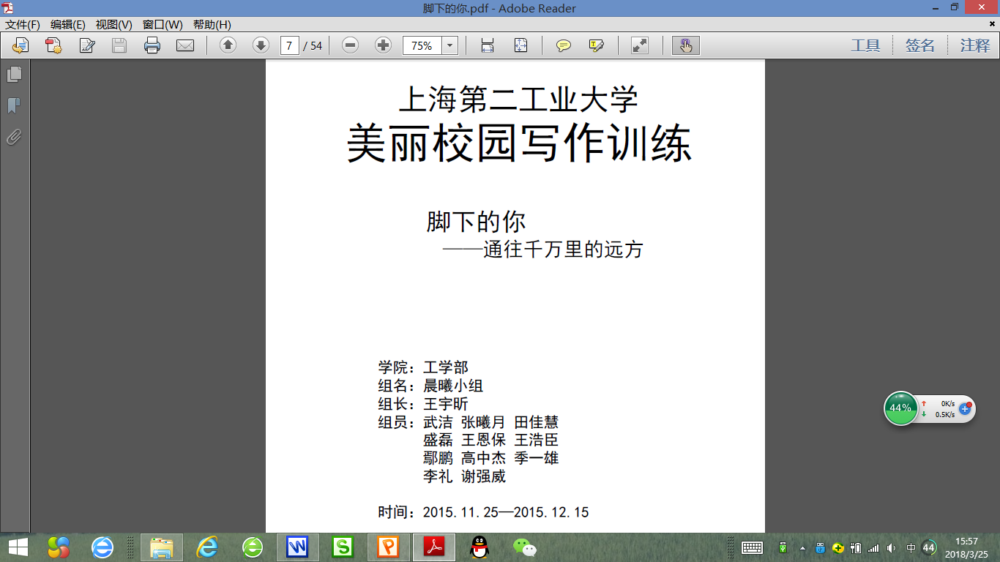 脚下的你.pdf - Adobe Reader
文件(F) 编辑(E) 视图(V) 窗口(W) 帮助(H)
7 / 54 75% 工具 签名 注释
上海第二工业大学
美丽校园写作训练
脚下的你
——通往千万里的远方
学院：工学部
组名：晨曦小组
组长：王宇昕
组员：武洁 张曦月 田佳慧
盛磊 王恩保 王浩臣
鄢鹏 高中杰 季一雄
李礼 谢强威
时间：2015.11.25—2015.12.15
44% 0K/s
0.5K/s
中 44 15:57
2018/3/25